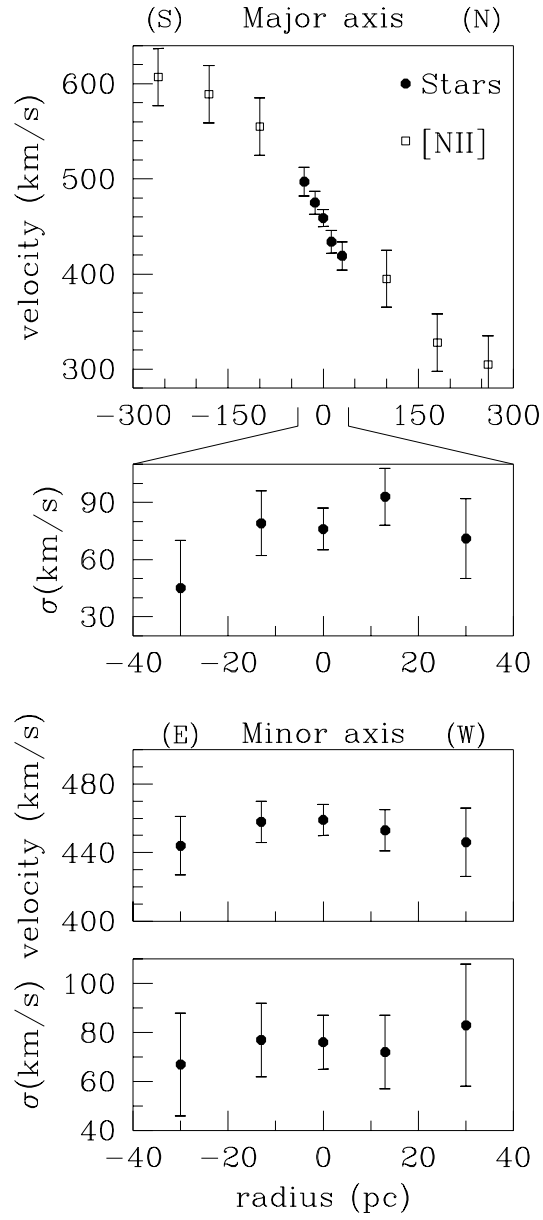 (S) Major axis (N)
velocity (km/s)
600
500
400
300
Stars
[NII]
−300 −150 0 150 300
σ(km/s)
90
60
30
−40 −20 0 20 40
(E) Minor axis (W)
velocity (km/s)
480
440
400
σ(km/s)
100
80
60
40
−40 −20 0 20 40
radius (pc)